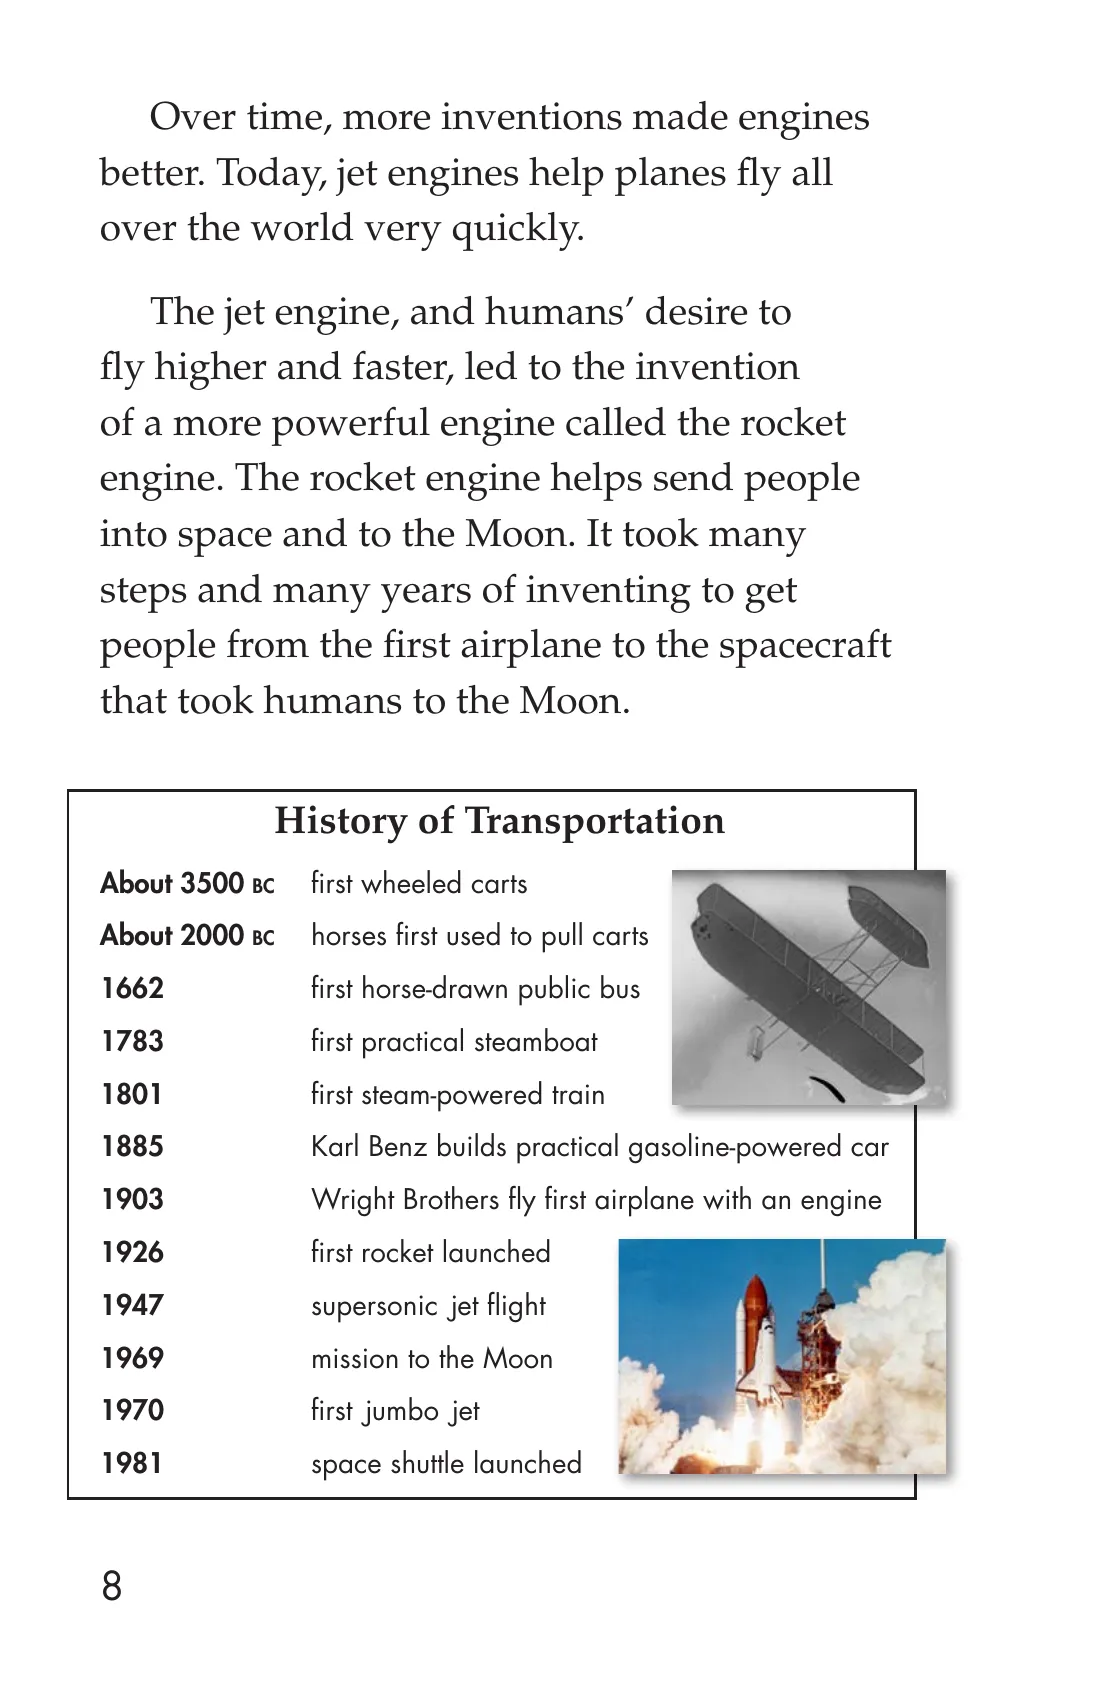 Over time, more inventions made engines
better. Today, jet engines help planes fly all
over the world very quickly.
The jet engine, and humans’ desire to
fly higher and faster, led to the invention
of a more powerful engine called the rocket
engine. The rocket engine helps send people
into space and to the Moon. It took many
steps and many years of inventing to get
people from the first airplane to the spacecraft
that took humans to the Moon.
History of Transportation
About 3500 BC first wheeled carts
About 2000 BC horses first used to pull carts
1662 first horse-drawn public bus
1783 first practical steamboat
1801 first steam-powered train
1885 Karl Benz builds practical gasoline-powered car
1903 Wright Brothers fly first airplane with an engine
1926 first rocket launched
1947 supersonic jet flight
1969 mission to the Moon
1970 first jumbo jet
1981 space shuttle launched
8